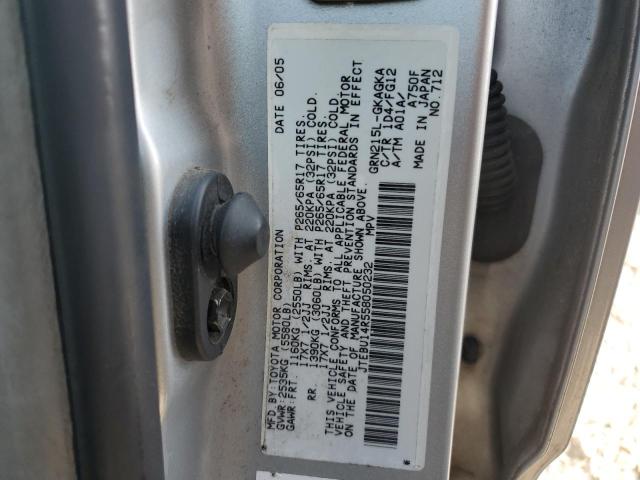 MFD.BY:TOYOTA MOTOR CORPORATION DATE 06/05
GVWR:2535KG (5580LB)
GAWR:FRT. 1160KG (2550LB) WITH P265/65R17 TIRES.
17X7 1/2JJ RIMS. AT 220KPA (32PSI) COLD.
RR. 1390KG (3060LB) WITH P265/65R17 TIRES.
17X7 1/2JJ RIMS. AT 220KPA (32PSI) COLD.
THIS VEHICLE CONFORMS TO ALL APPLICABLE FEDERAL MOTOR
VEHICLE SAFETY AND THEFT PREVENTION STANDARDS IN EFFECT
ON THE DATE OF MANUFACTURE SHOWN ABOVE.
JTEBU14R558050232 MPV
GRN215L-GKAGKA
C/TR 1D4/FG12
A/TM A01A/ A750F
MADE IN JAPAN
NO.712